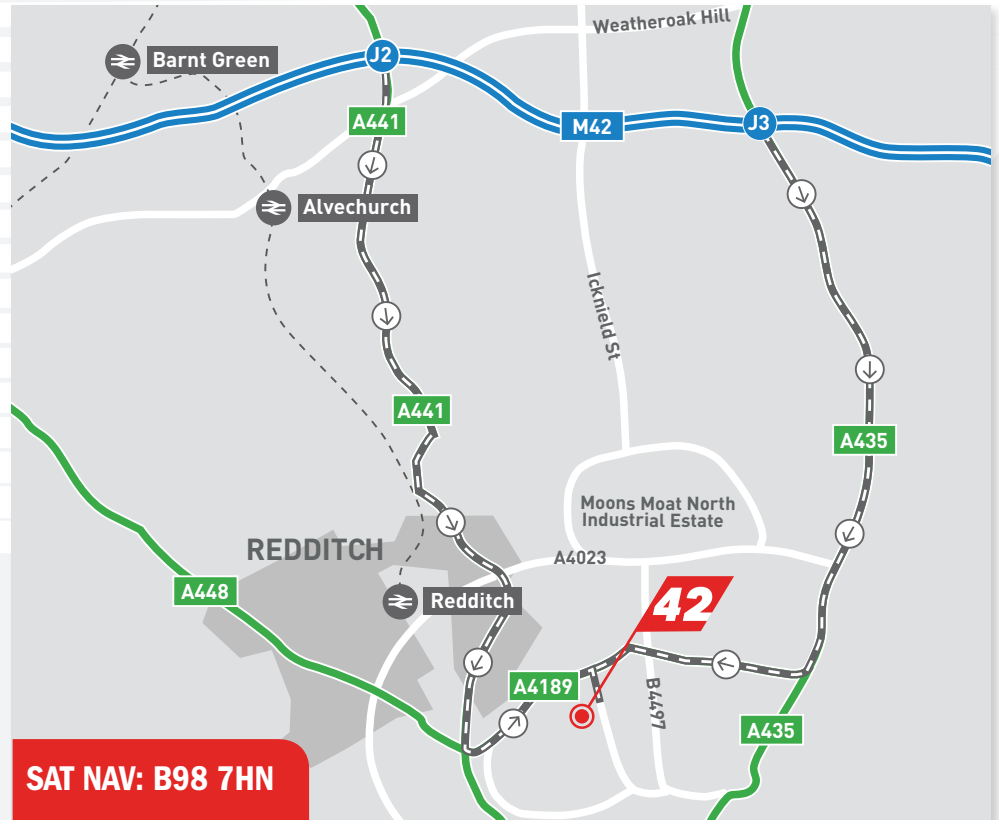 Weatheroak Hill
Barnt Green
J2
A441
M42
J3
Alvechurch
Icknield St
A441
A435
Moons Moat North
Industrial Estate
REDDITCH
A4023
A448
Redditch
42
A4189
B4497
A435
SAT NAV: B98 7HN